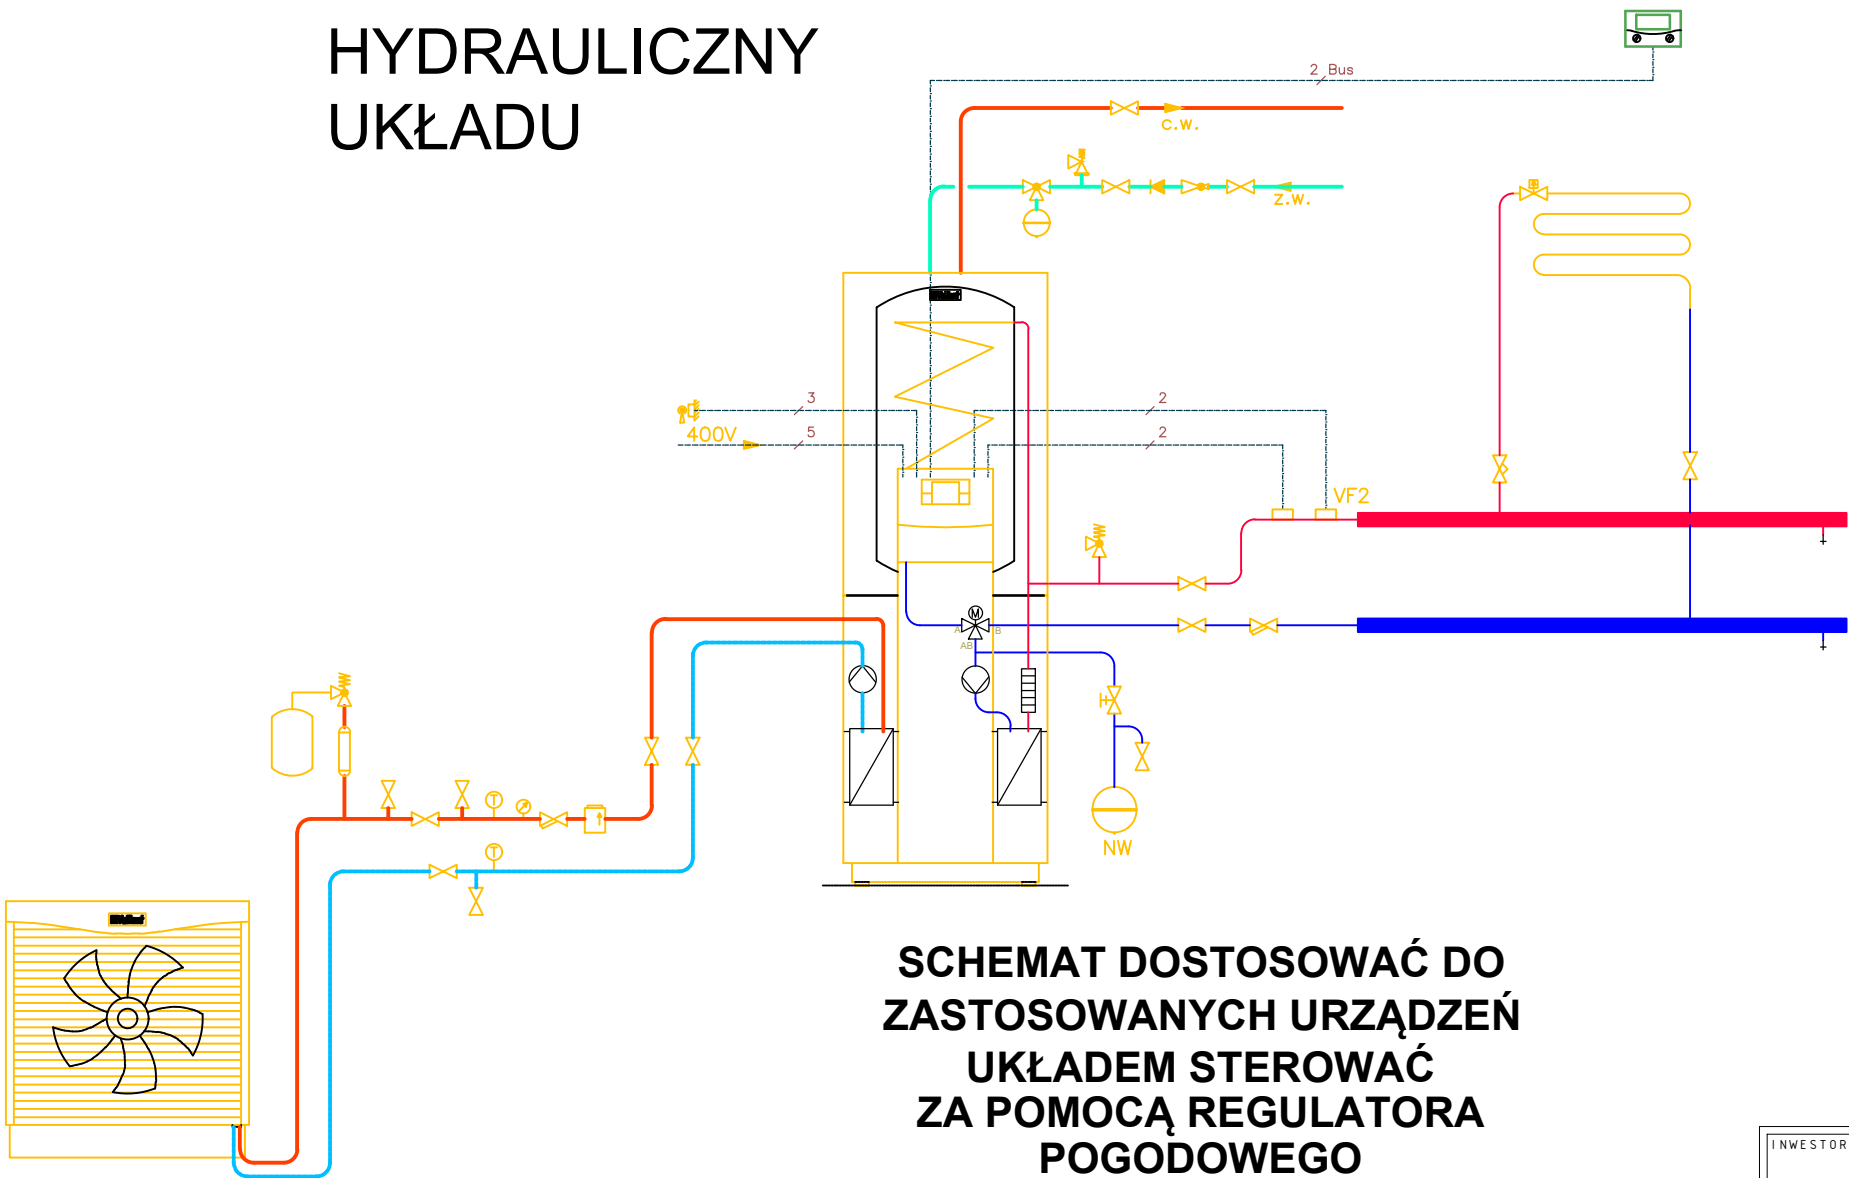 HYDRAULICZNY
UKŁADU
2 Bus
c.w.
z.w.
3
2
400V
5
2
VF2
M
A
B
AB
T
T
NW
SCHEMAT DOSTOSOWAĆ DO
ZASTOSOWANYCH URZĄDZEŃ
UKŁADEM STEROWAĆ
ZA POMOCĄ REGULATORA
POGODOWEGO
INWESTOR